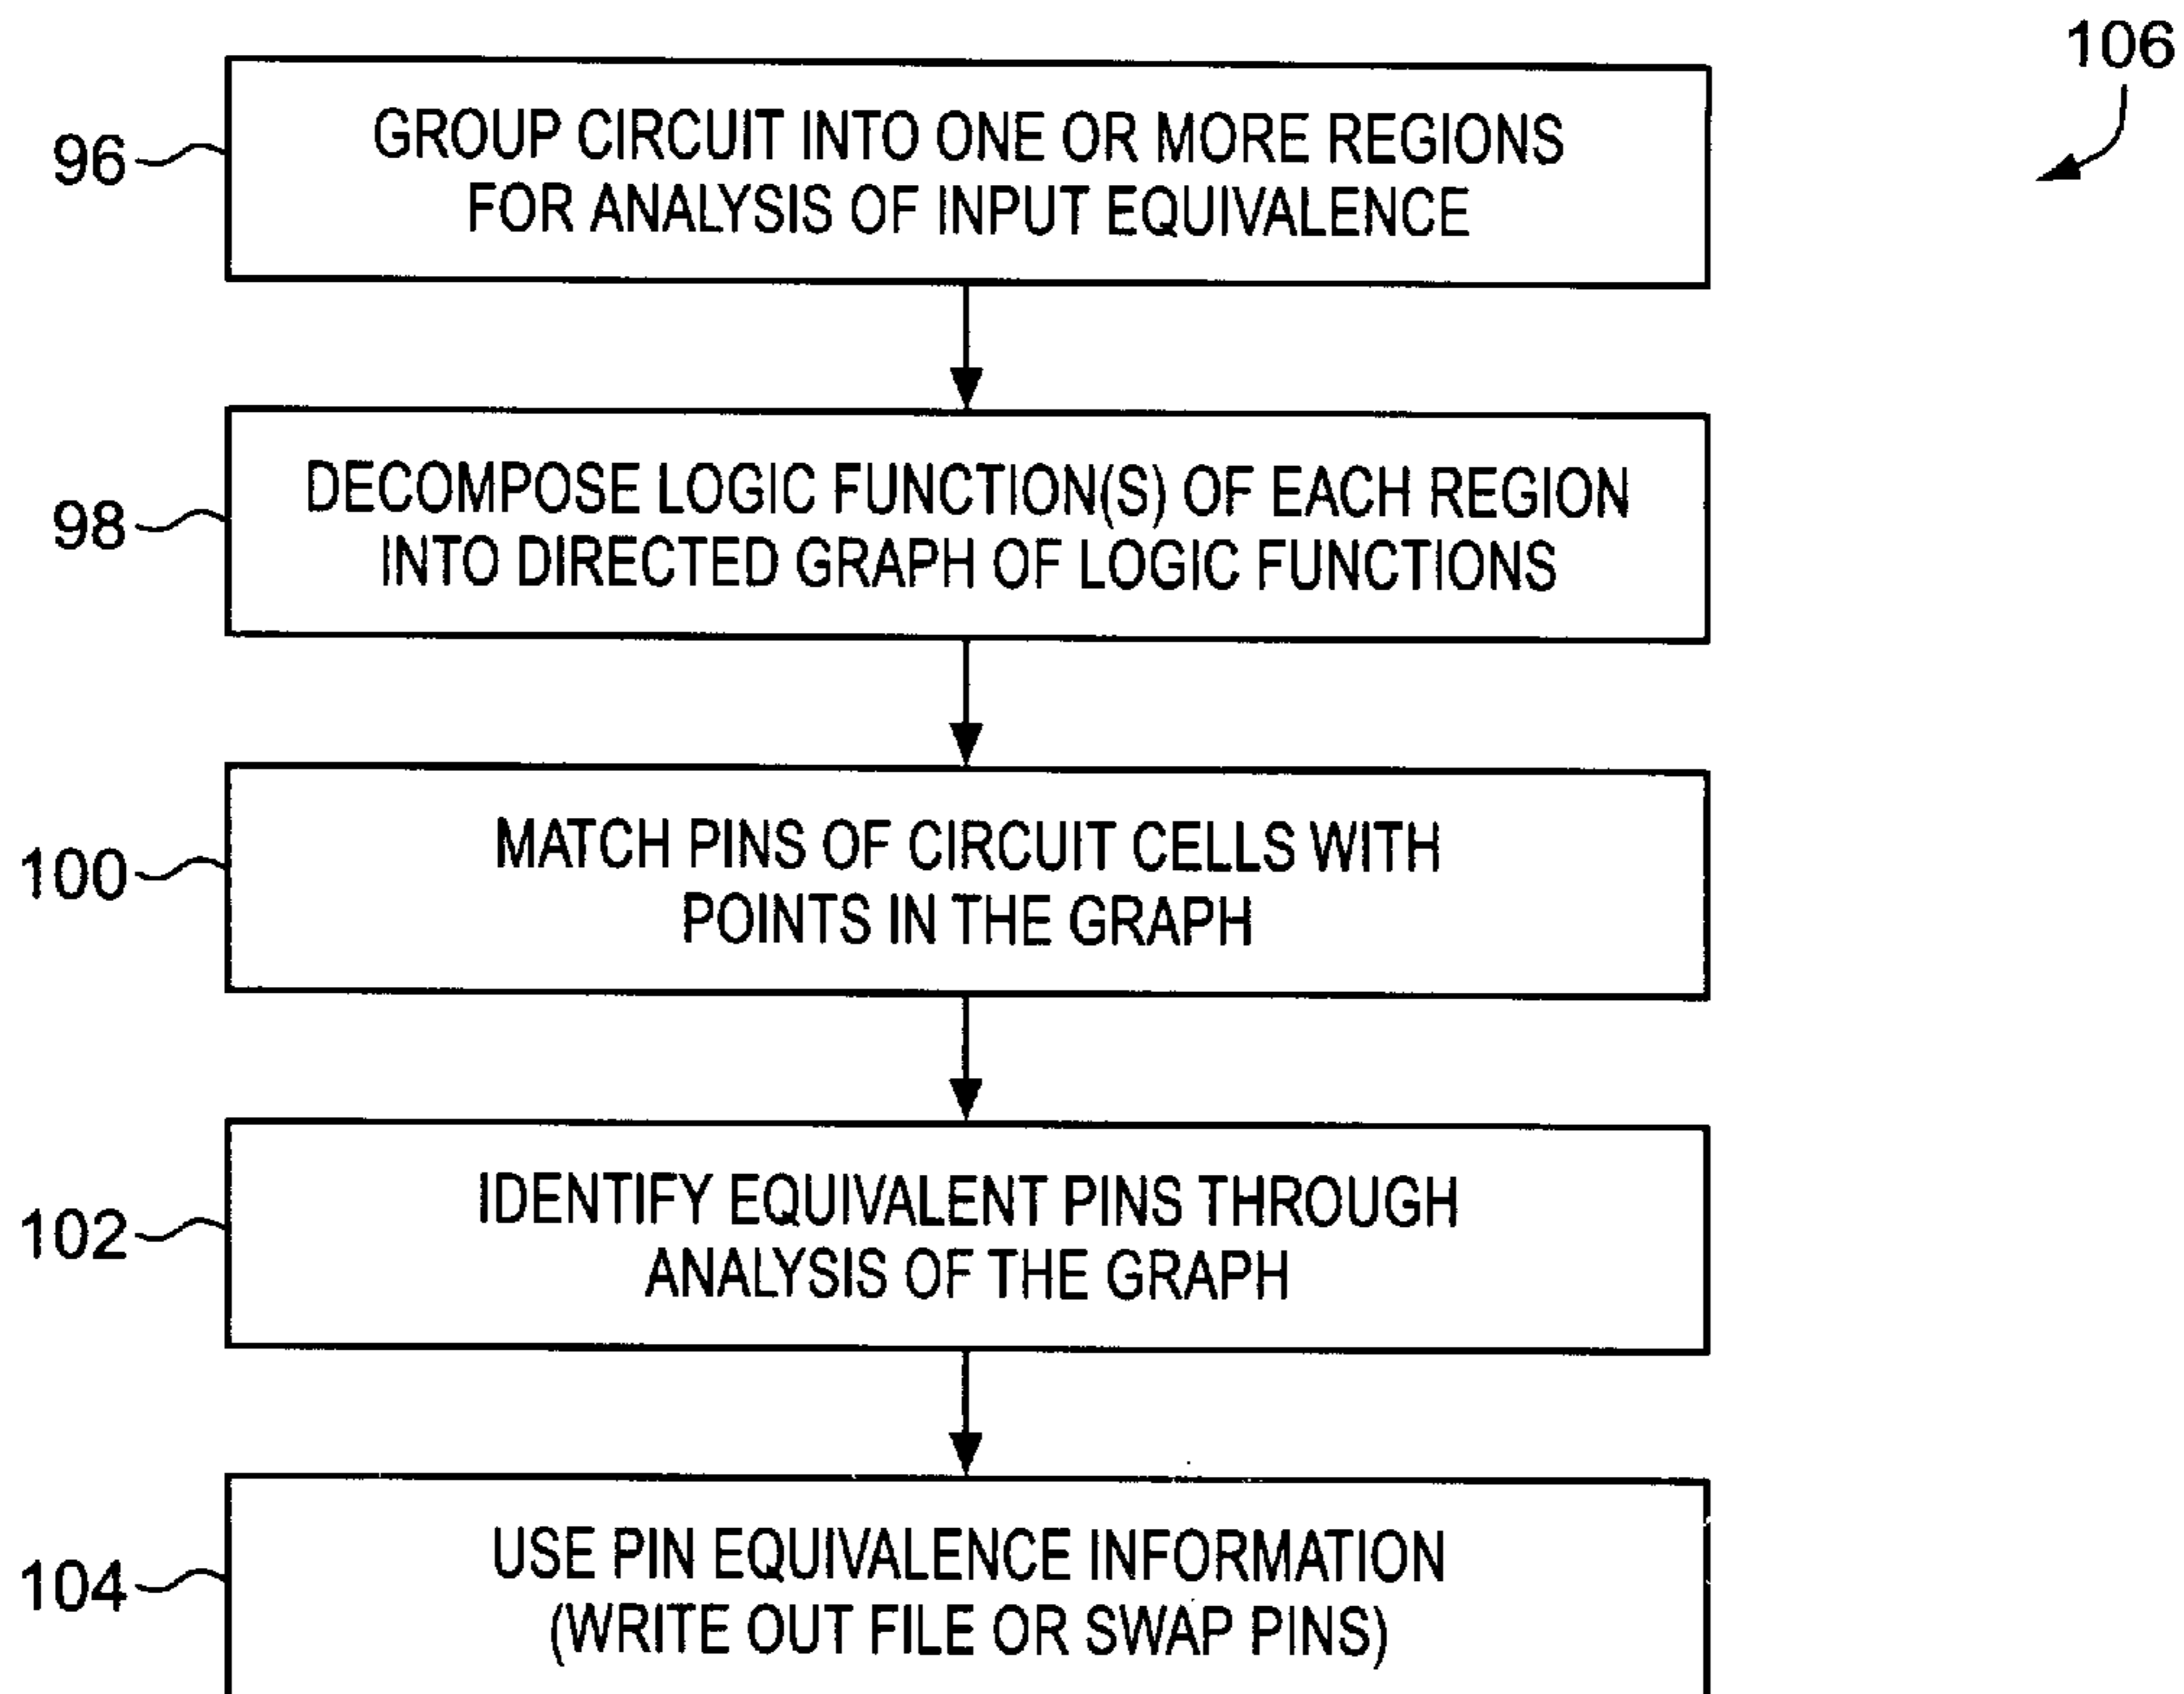 106
96
GROUP CIRCUIT INTO ONE OR MORE REGIONS
FOR ANALYSIS OF INPUT EQUIVALENCE
98
DECOMPOSE LOGIC FUNCTION(S) OF EACH REGION
INTO DIRECTED GRAPH OF LOGIC FUNCTIONS
100
MATCH PINS OF CIRCUIT CELLS WITH
POINTS IN THE GRAPH
102
IDENTIFY EQUIVALENT PINS THROUGH
ANALYSIS OF THE GRAPH
104
USE PIN EQUIVALENCE INFORMATION
(WRITE OUT FILE OR SWAP PINS)